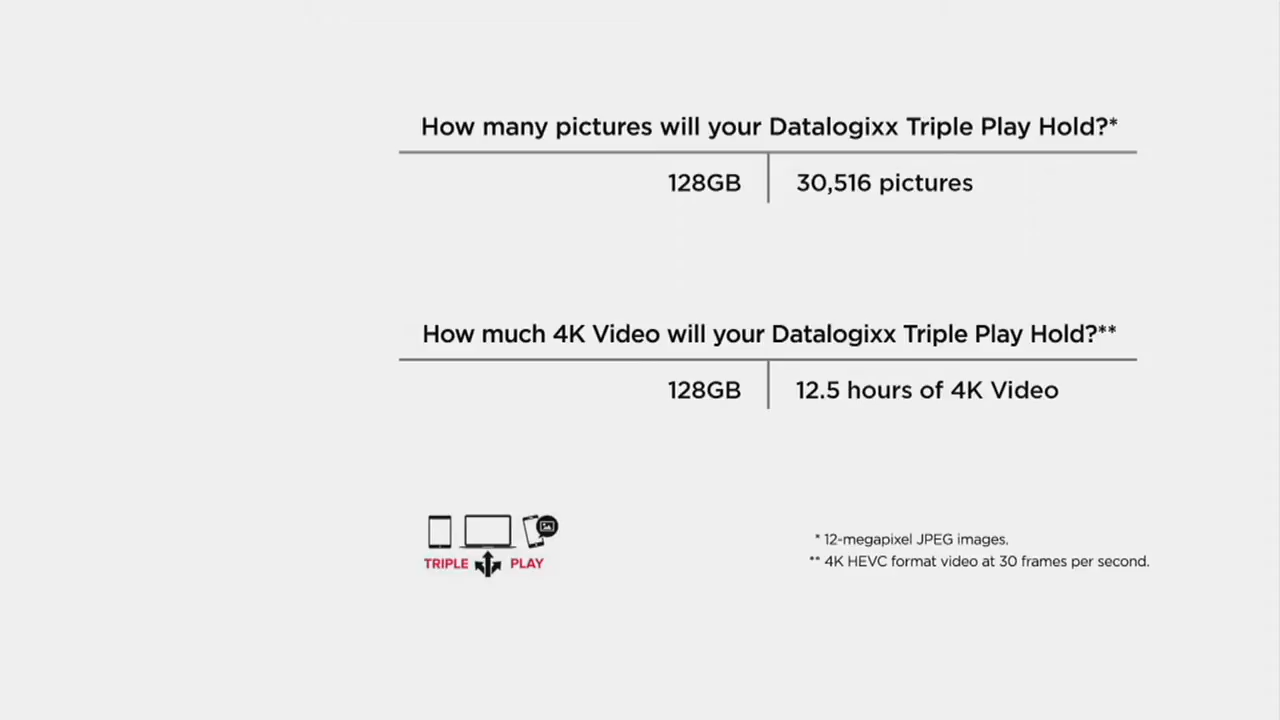 How many pictures will your Datalogixx Triple Play Hold?*
128GB 30,516 pictures
How much 4K Video will your Datalogixx Triple Play Hold?**
128GB 12.5 hours of 4K Video
TRIPLE PLAY
* 12-megapixel JPEG images.
** 4K HEVC format video at 30 frames per second.